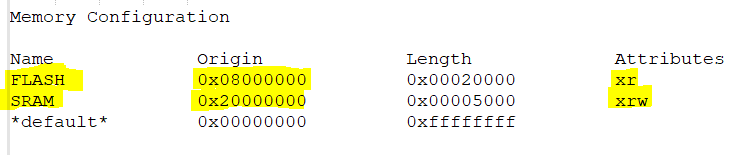 Memory Configuration
Name Origin Length Attributes
FLASH 0x08000000 0x00020000 xr
SRAM 0x20000000 0x00005000 xrw
*default* 0x00000000 0xffffffff